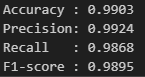 Accuracy : 0.9903
Precision: 0.9924
Recall   : 0.9868
F1-score : 0.9895